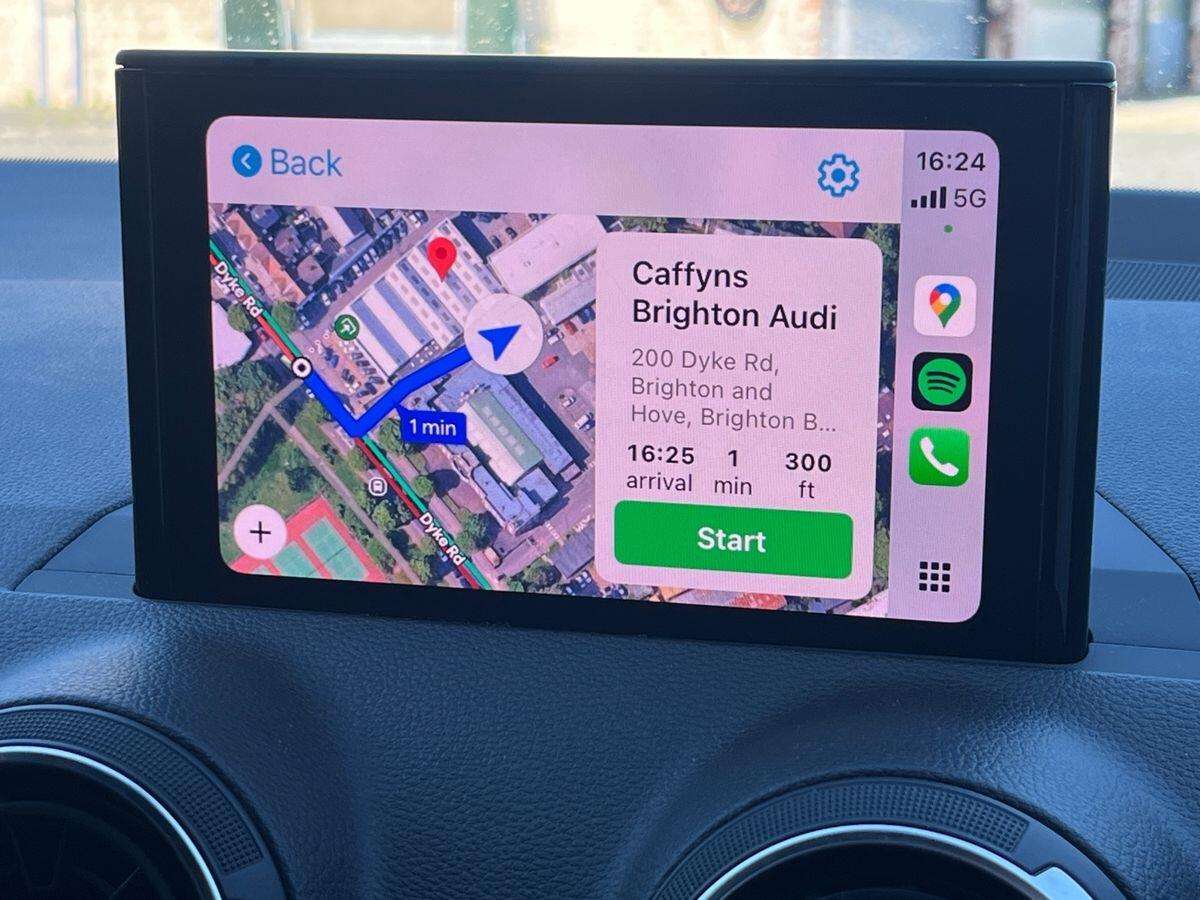 Back
16:24
5G
Dyke Rd
1 min
Dyke Rd
Caffyns
Brighton Audi
200 Dyke Rd,
Brighton and
Hove, Brighton B...
16:25 1 300
arrival min ft
Start